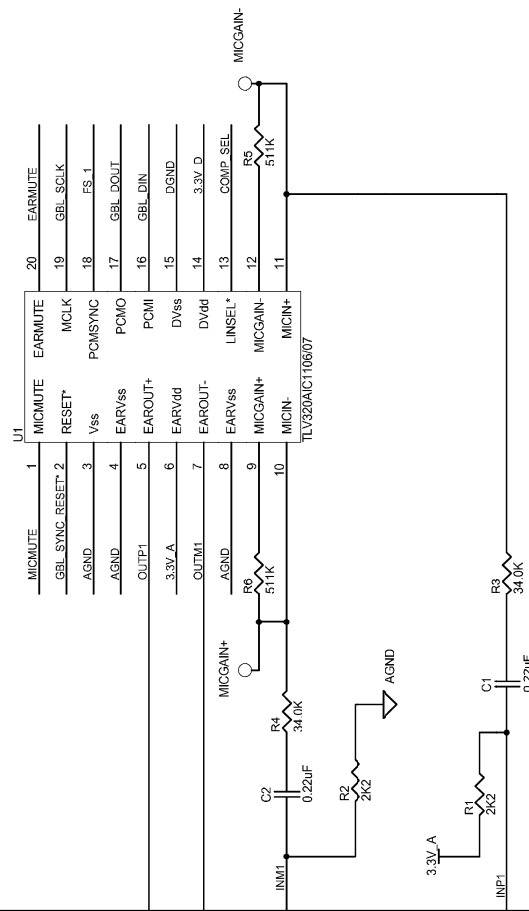 U1
1 MICMUTE
2 RESET*
3 Vss
4 EARVss
5 EAROUT+
6 EARVdd
7 EAROUT-
8 EARVss
9 MICGAIN+
10 MICIN-
20 EARMUTE
19 MCLK
18 PCMSYNC
17 PCMO
16 PCMI
15 DVss
14 DVdd
13 LINSEL*
12 MICGAIN-
11 MICIN+
TLV320AIC1106/07
MICMUTE
GBL_SYNC_RESET*
AGND
AGND
OUTP1
3.3V_A
OUTM1
AGND
EARMUTE
GBL_SCLK
FS_1
GBL_DOUT
GBL_DIN
DGND
3.3V_D
COMP_SEL
R5
511K
MICGAIN-
R6
511K
MICGAIN+
R4
34.0K
C2
0.22uF
R2
2K2
AGND
INM1
R3
34.0K
C1
0.22uF
R1
2K2
3.3V_A
INP1